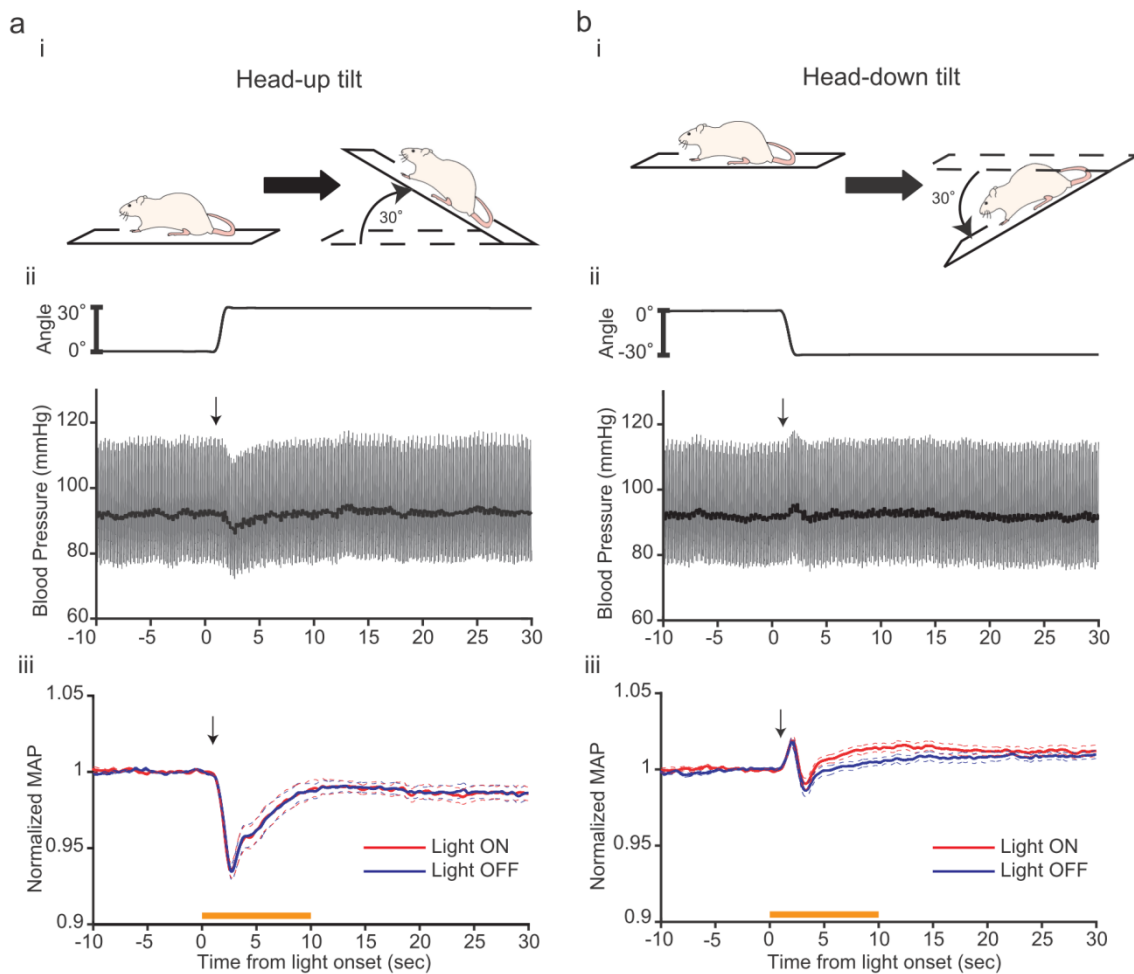 a
i
Head-up tilt
30°
ii
Angle
30°
0°
Blood Pressure (mmHg)
120
100
80
60
-10 -5 0 5 10 15 20 25 30
iii
Normalized MAP
1.05
1
0.95
0.9
Light ON
Light OFF
-10 -5 0 5 10 15 20 25 30
Time from light onset (sec)
b
i
Head-down tilt
30°
ii
Angle
0°
-30°
Blood Pressure (mmHg)
120
100
80
60
-10 -5 0 5 10 15 20 25 30
iii
Normalized MAP
1.05
1
0.95
0.9
Light ON
Light OFF
-10 -5 0 5 10 15 20 25 30
Time from light onset (sec)